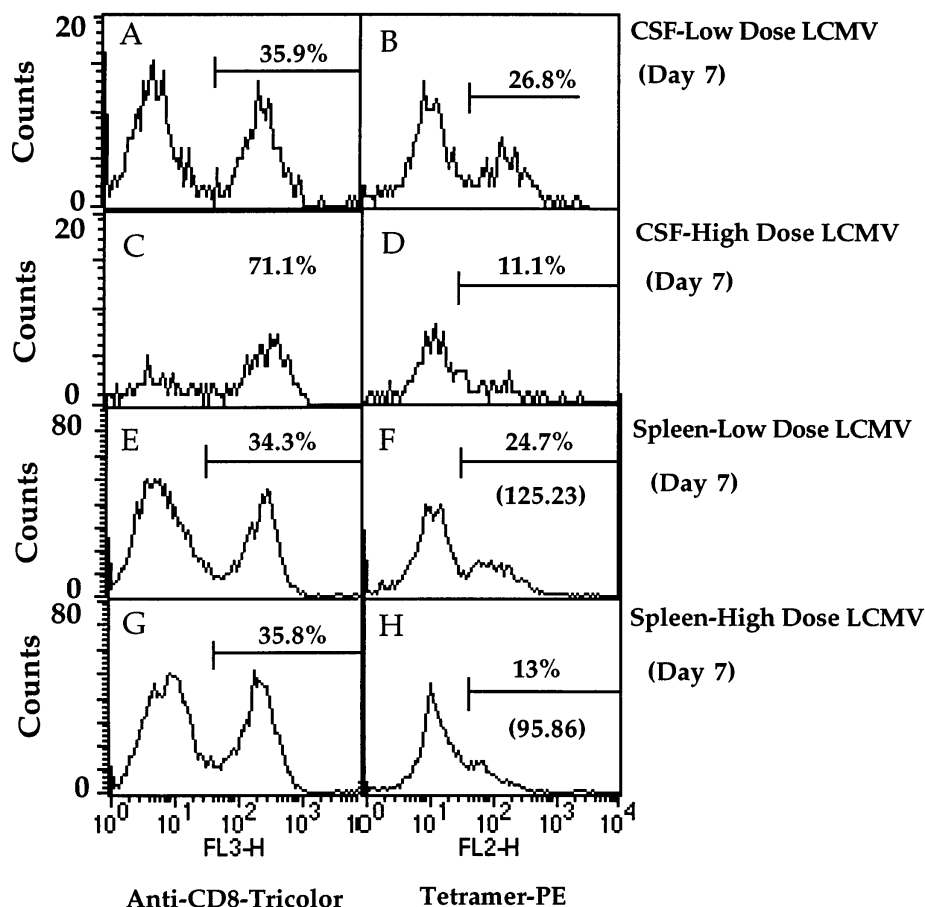 20
Counts
0
A
35.9%
B
26.8%
CSF-Low Dose LCMV
(Day 7)
20
Counts
0
C
71.1%
D
11.1%
CSF-High Dose LCMV
(Day 7)
80
Counts
0
E
34.3%
F
24.7%
(125.23)
Spleen-Low Dose LCMV
(Day 7)
80
Counts
0
G
35.8%
H
13%
(95.86)
Spleen-High Dose LCMV
(Day 7)
10^0 10^1 10^2 10^3 10^0 10^1 10^2 10^3 10^4
FL3-H FL2-H
Anti-CD8-Tricolor Tetramer-PE